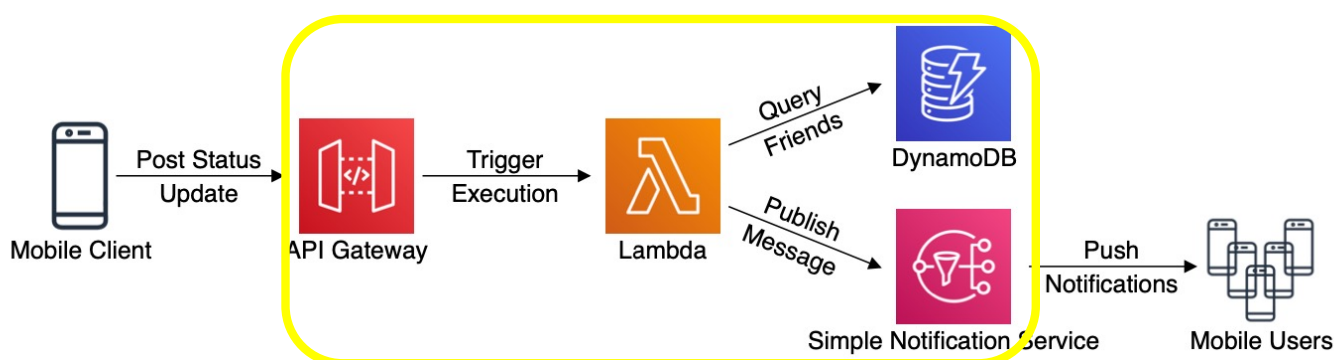 Post Status
Update
Mobile Client
</>
API Gateway
Trigger
Execution
Lambda
Query
Friends
DynamoDB
Publish
Message
Simple Notification Service
Push
Notifications
Mobile Users